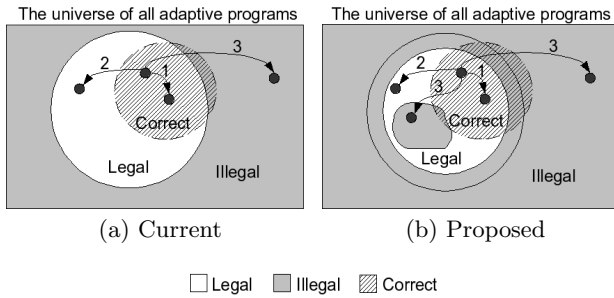 The universe of all adaptive programs
The universe of all adaptive programs
3
2
1
Correct
Legal
Illegal
3
2
1
3
Correct
Legal
Illegal
(a) Current
(b) Proposed
Legal
Illegal
Correct